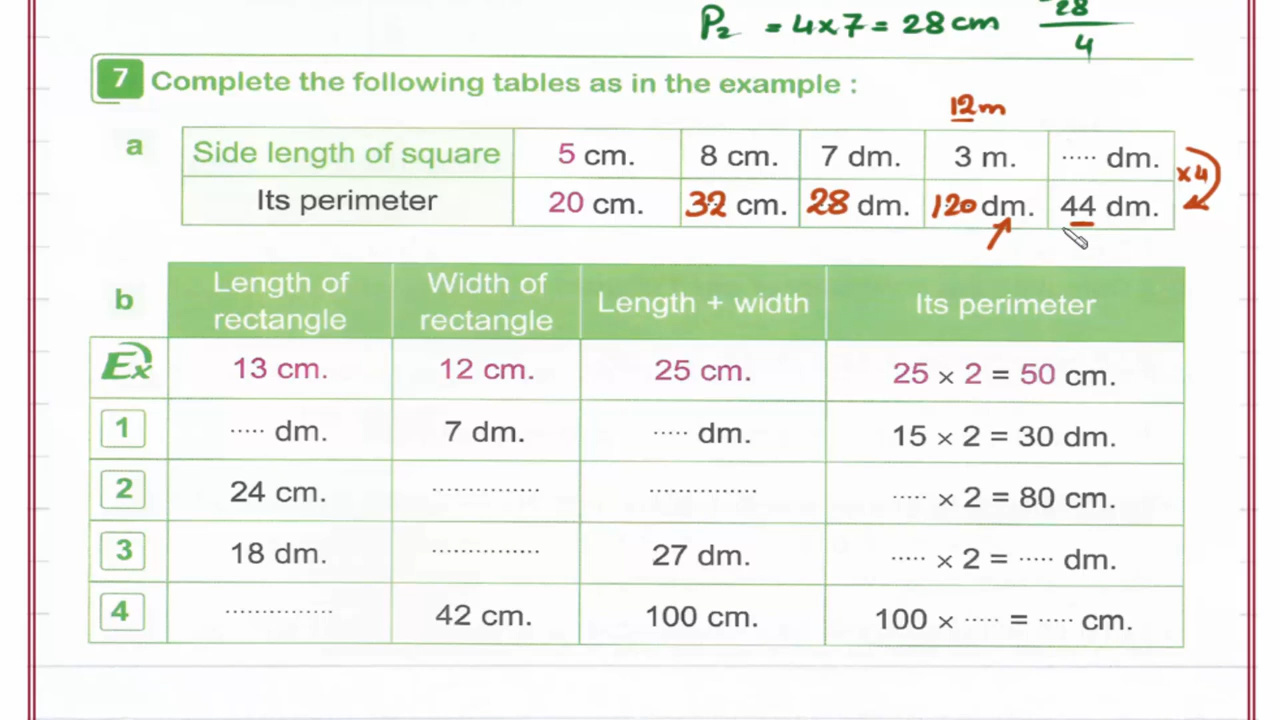 P2 = 4x7 = 28 cm 28/4
7 Complete the following tables as in the example :
12m
a Side length of square 5 cm. 8 cm. 7 dm. 3 m. ····· dm. x4
Its perimeter 20 cm. 32 cm. 28 dm. 120 dm. 44 dm.
b Length of rectangle Width of rectangle Length + width Its perimeter
Ex 13 cm. 12 cm. 25 cm. 25 × 2 = 50 cm.
1 ····· dm. 7 dm. ····· dm. 15 × 2 = 30 dm.
2 24 cm. ··············· ··············· ····· × 2 = 80 cm.
3 18 dm. ··············· 27 dm. ····· × 2 = ····· dm.
4 ··············· 42 cm. 100 cm. 100 × ····· = ····· cm.